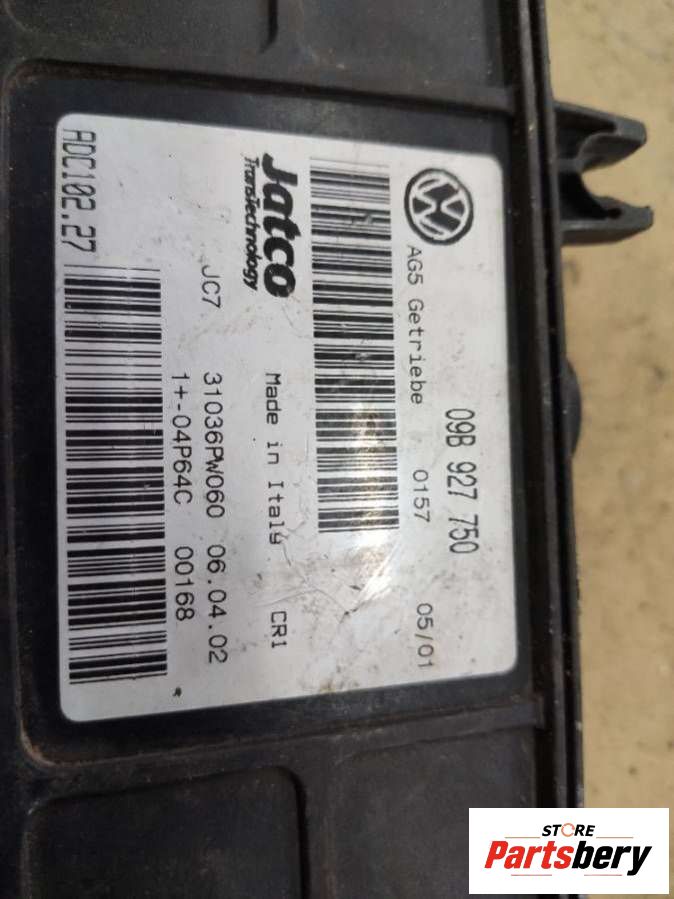 09B 927 750
AG5 Getriebe 0157 05/01
Jatco
TransTechnology
Made in Italy CR1
JC7 31036PW060 06.04.02
1+-04P64C 00168
ADC102.27
STORE
Partsbery